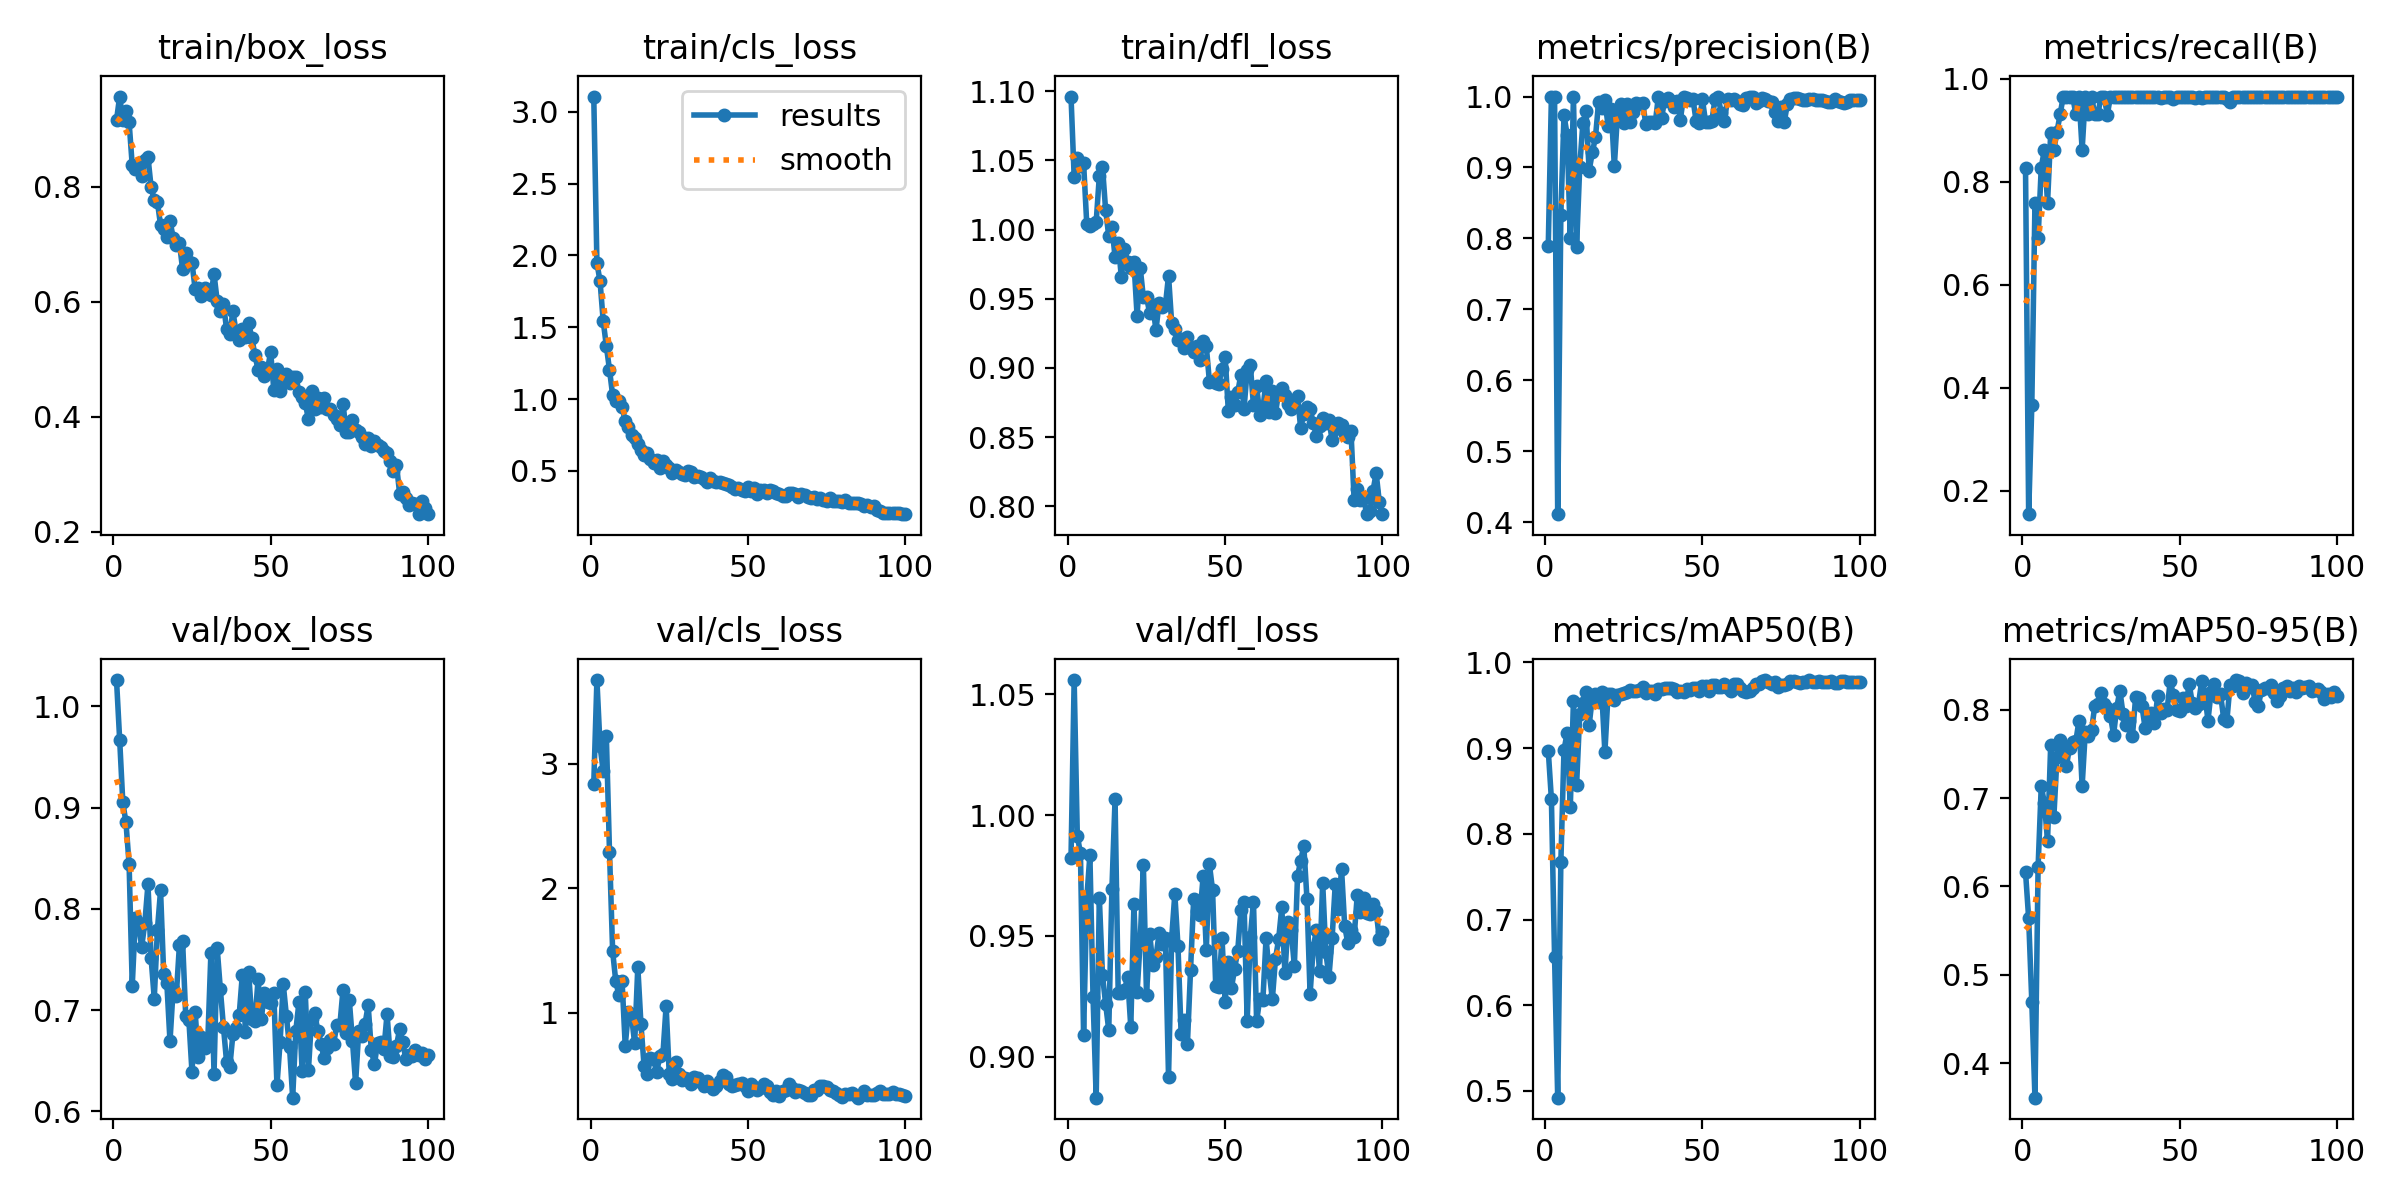 train/box_loss
0.8
0.6
0.4
0.2
0 50 100
train/cls_loss
results
smooth
3.0
2.5
2.0
1.5
1.0
0.5
0 50 100
train/dfl_loss
1.10
1.05
1.00
0.95
0.90
0.85
0.80
0 50 100
metrics/precision(B)
1.0
0.9
0.8
0.7
0.6
0.5
0.4
0 50 100
metrics/recall(B)
1.0
0.8
0.6
0.4
0.2
0 50 100
val/box_loss
1.0
0.9
0.8
0.7
0.6
0 50 100
val/cls_loss
3
2
1
0 50 100
val/dfl_loss
1.05
1.00
0.95
0.90
0 50 100
metrics/mAP50(B)
1.0
0.9
0.8
0.7
0.6
0.5
0 50 100
metrics/mAP50-95(B)
0.8
0.7
0.6
0.5
0.4
0 50 100